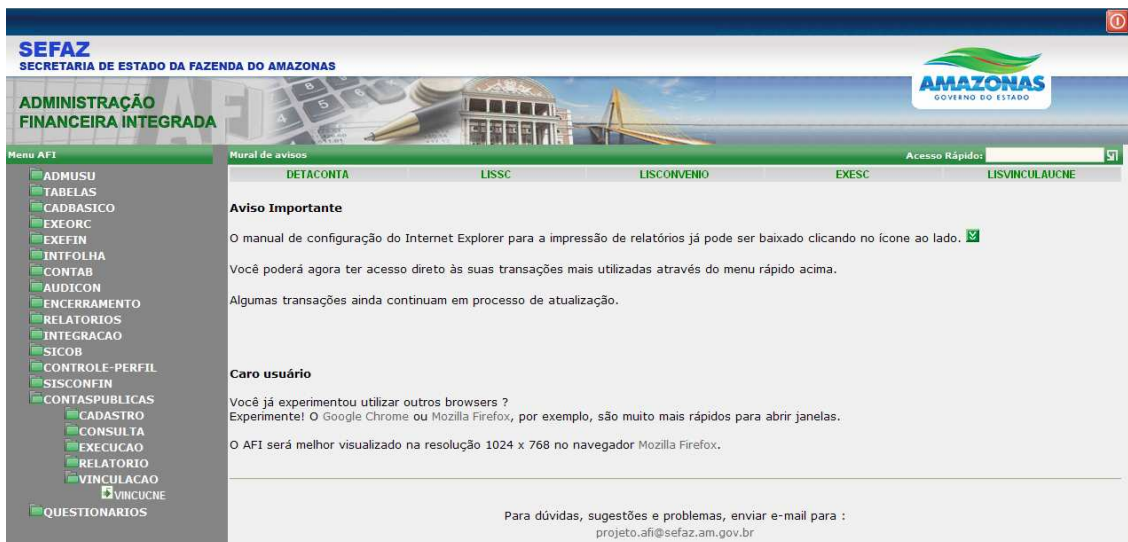 SEFAZ
SECRETARIA DE ESTADO DA FAZENDA DO AMAZONAS
AMAZONAS
GOVERNO DO ESTADO
ADMINISTRAÇÃO
FINANCEIRA INTEGRADA
Menu AFI
Mural de avisos
Acesso Rápido:
DETACONTA LISSC LISCONVENIO EXESC LISVINCULAUCNE
ADMUSU
TABELAS
CADBASICO
EXEORC
EXEFIN
INTFOLHA
CONTAB
AUDICON
ENCERRAMENTO
RELATORIOS
INTEGRACAO
SICOB
CONTROLE-PERFIL
SISCONFIN
CONTASPUBLICAS
CADASTRO
CONSULTA
EXECUCAO
RELATORIO
VINCULACAO
VINCUCNE
QUESTIONARIOS
Aviso Importante
O manual de configuração do Internet Explorer para a impressão de relatórios já pode ser baixado clicando no ícone ao lado.
Você poderá agora ter acesso direto às suas transações mais utilizadas através do menu rápido acima.
Algumas transações ainda continuam em processo de atualização.
Caro usuário
Você já experimentou utilizar outros browsers ?
Experimente! O Google Chrome ou Mozilla Firefox, por exemplo, são muito mais rápidos para abrir janelas.
O AFI será melhor visualizado na resolução 1024 x 768 no navegador Mozilla Firefox.
Para dúvidas, sugestões e problemas, enviar e-mail para :
projeto.afi@sefaz.am.gov.br